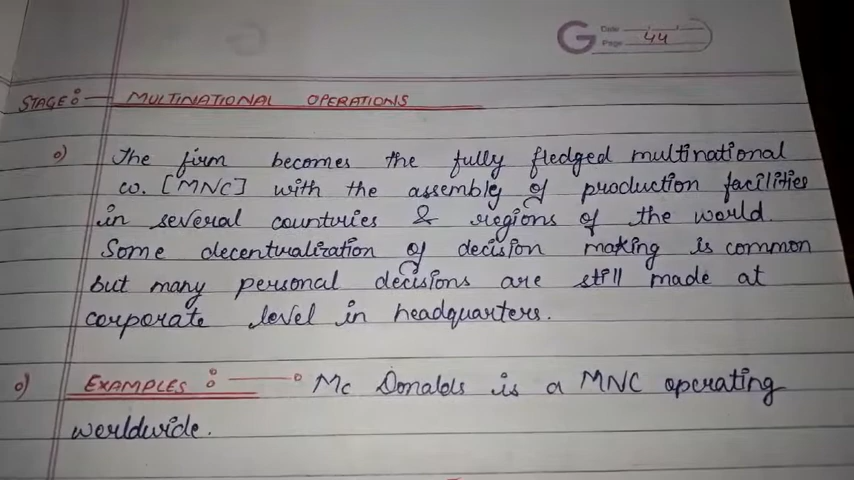 G Date
Page 44
STAGE :— MULTINATIONAL OPERATIONS
o) The firm becomes the fully fledged multinational
co. [MNC] with the assembly of production facilities
in several countries & regions of the world.
Some decentralization of decision making is common
but many personal decisions are still made at
corporate level in headquarters.
o) EXAMPLES :—o Mc Donalds is a MNC operating
worldwide.